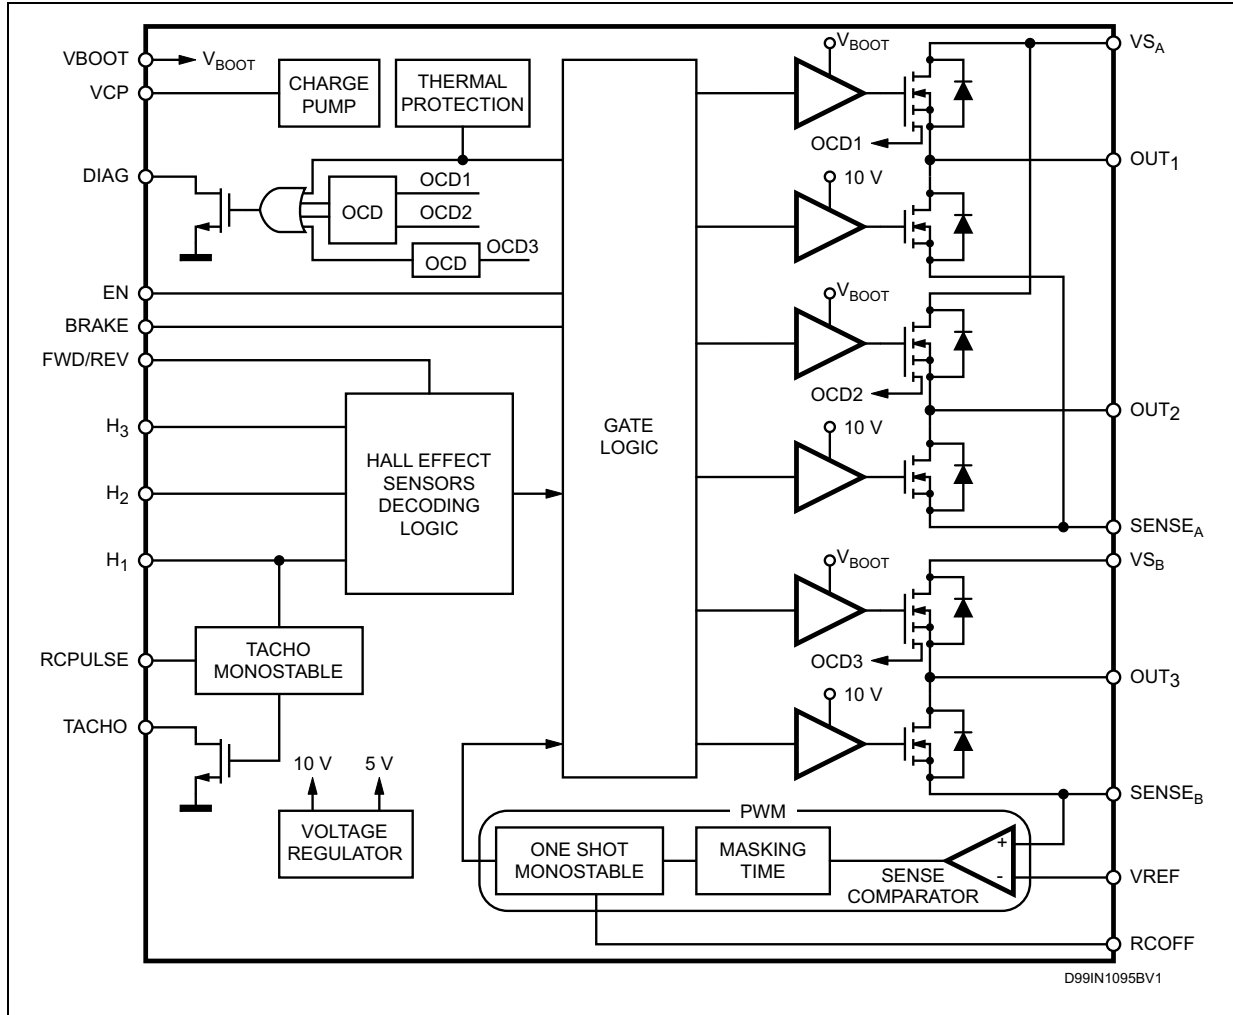 VBOOT
VBOOT
VCP
CHARGE
PUMP
THERMAL
PROTECTION
DIAG
OCD
OCD1
OCD2
OCD
OCD3
EN
BRAKE
FWD/REV
H3
H2
H1
HALL EFFECT
SENSORS
DECODING
LOGIC
RCPULSE
TACHO
MONOSTABLE
TACHO
10 V
5 V
VOLTAGE
REGULATOR
GATE
LOGIC
VBOOT
OCD1
10 V
VBOOT
OCD2
10 V
VBOOT
OCD3
10 V
VSA
OUT1
OUT2
SENSEA
VSB
OUT3
SENSEB
PWM
ONE SHOT
MONOSTABLE
MASKING
TIME
+
-
SENSE
COMPARATOR
VREF
RCOFF
D99IN1095BV1